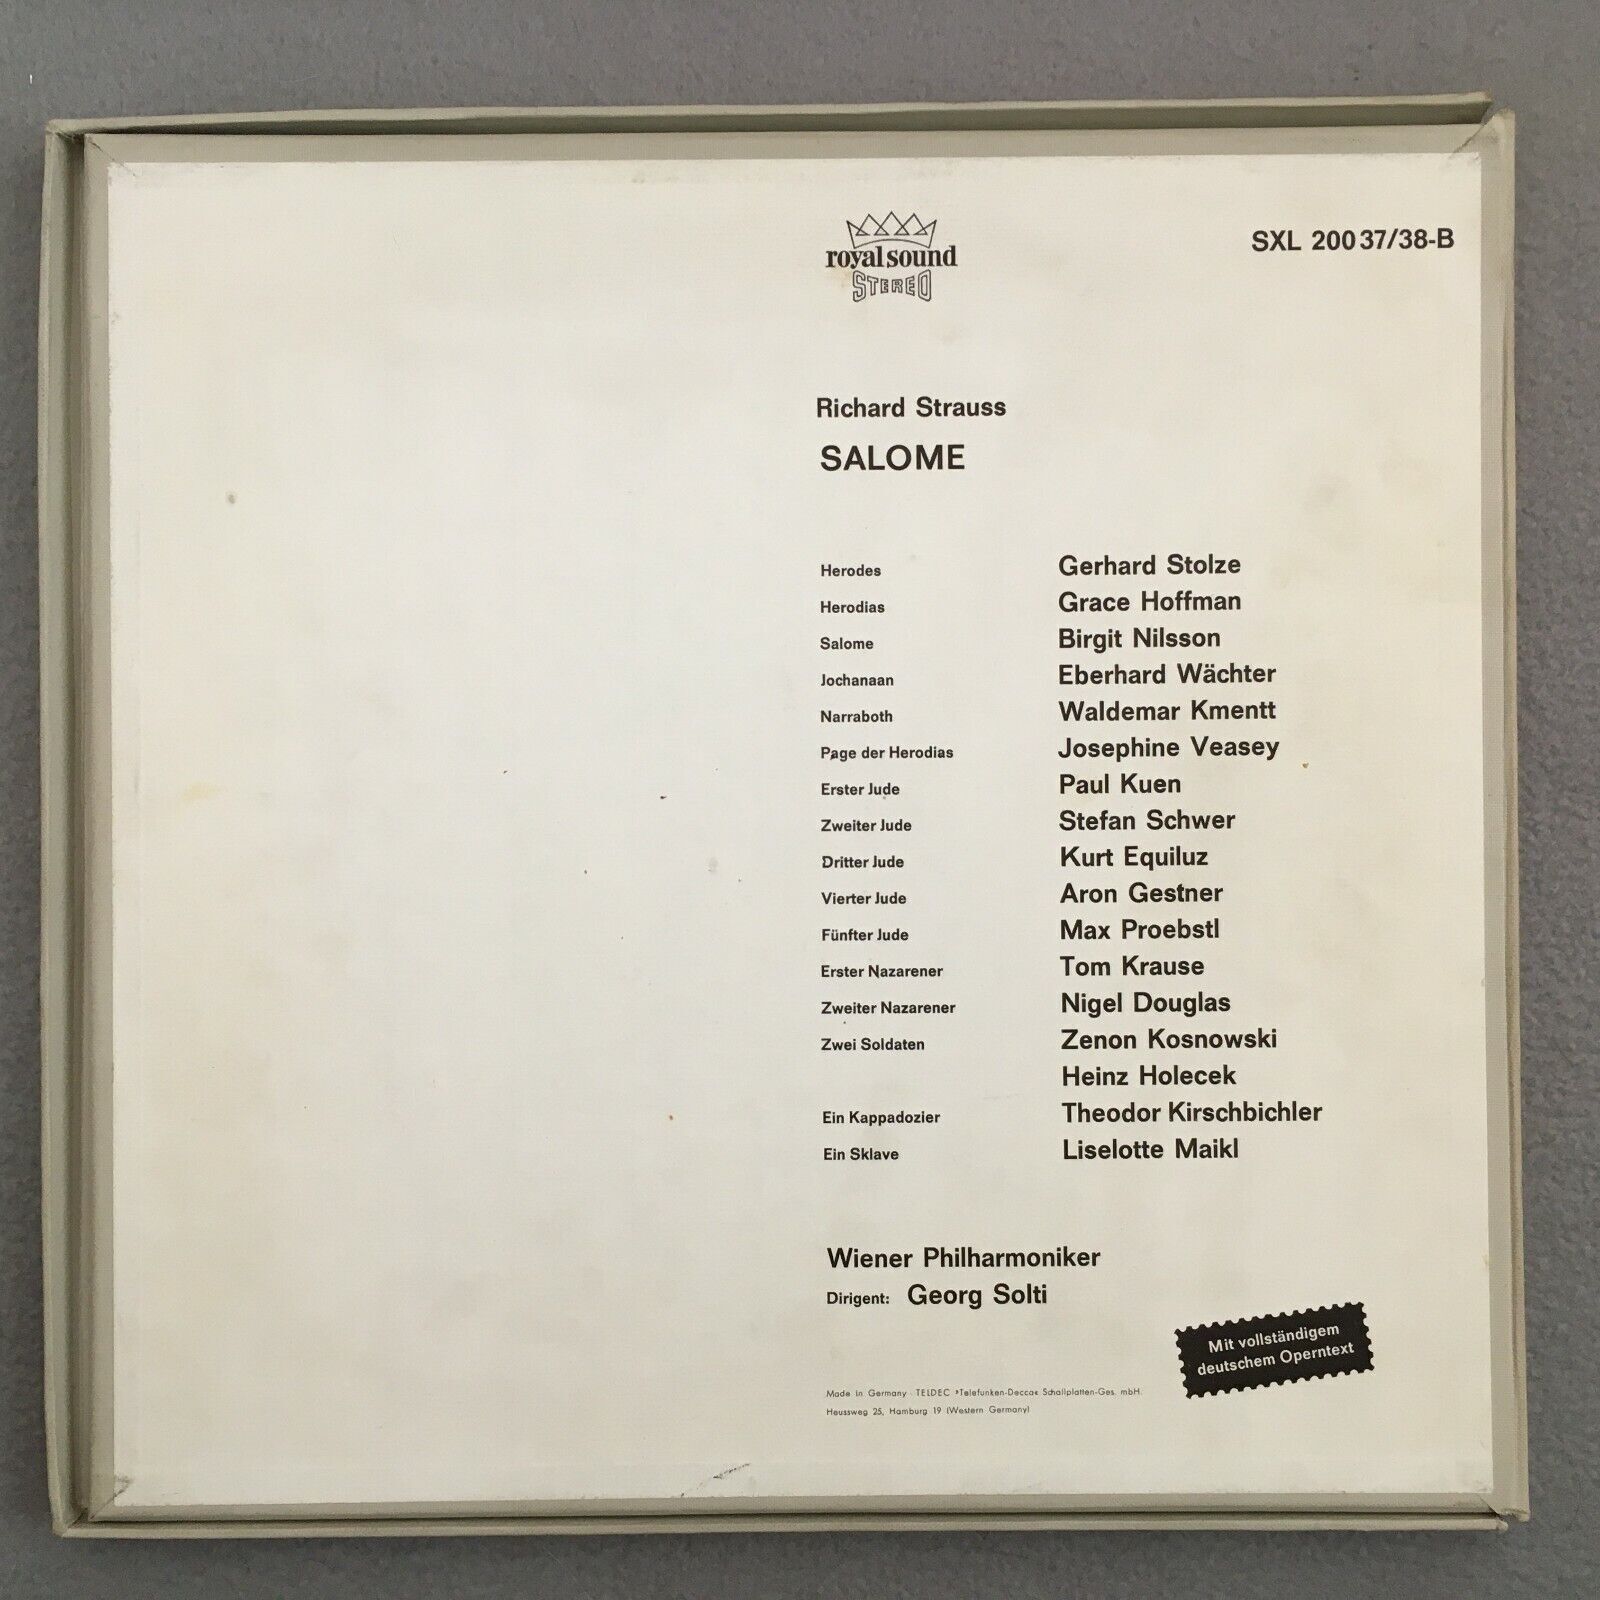 royal sound
STEREO
SXL 200 37/38-B
Richard Strauss
SALOME
Herodes Gerhard Stolze
Herodias Grace Hoffman
Salome Birgit Nilsson
Jochanaan Eberhard Wächter
Narraboth Waldemar Kmentt
Page der Herodias Josephine Veasey
Erster Jude Paul Kuen
Zweiter Jude Stefan Schwer
Dritter Jude Kurt Equiluz
Vierter Jude Aron Gestner
Fünfter Jude Max Proebstl
Erster Nazarener Tom Krause
Zweiter Nazarener Nigel Douglas
Zwei Soldaten Zenon Kosnowski
Heinz Holecek
Ein Kappadozier Theodor Kirschbichler
Ein Sklave Liselotte Maikl
Wiener Philharmoniker
Dirigent: Georg Solti
Mit vollständigem
deutschem Operntext
Made in Germany · TELDEC »Telefunken-Decca« Schallplatten-Ges. mbH.
Heussweg 25, Hamburg 19 (Western Germany)